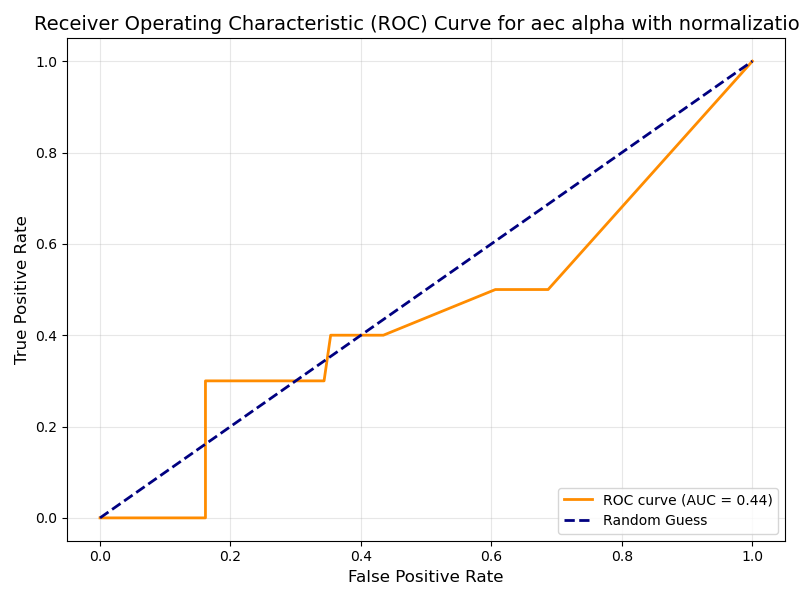 Receiver Operating Characteristic (ROC) Curve for aec alpha with normalizatio
1.0
0.8
0.6
0.4
0.2
0.0
True Positive Rate
ROC curve (AUC = 0.44)
Random Guess
0.0 0.2 0.4 0.6 0.8 1.0
False Positive Rate